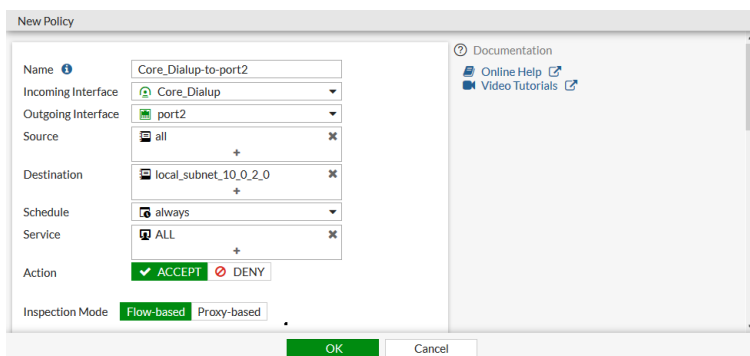 New Policy
Name
Core_Dialup-to-port2
Incoming Interface
Core_Dialup
Outgoing Interface
port2
Source
all
+
Destination
local_subnet_10_0_2_0
+
Schedule
always
Service
ALL
+
Action
ACCEPT DENY
Inspection Mode
Flow-based Proxy-based
OK Cancel
Documentation
Online Help
Video Tutorials